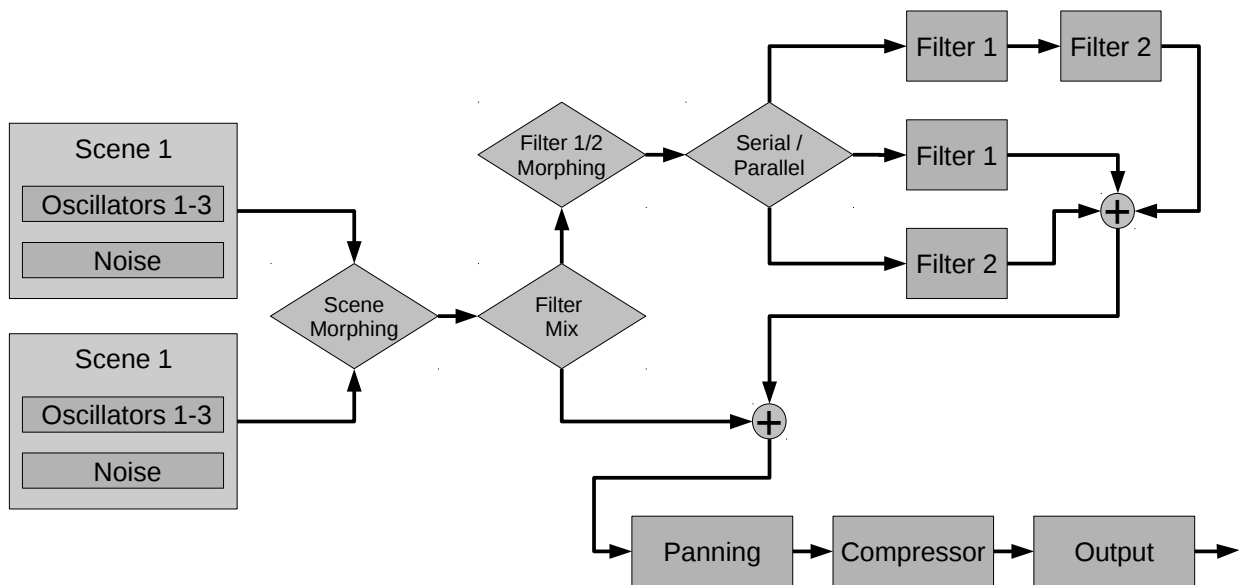 Scene 1
Oscillators 1-3
Noise
Scene 1
Oscillators 1-3
Noise
Scene
Morphing
Filter
Mix
Filter 1/2
Morphing
Serial /
Parallel
Filter 1
Filter 2
Filter 1
Filter 2
+
+
Panning
Compressor
Output